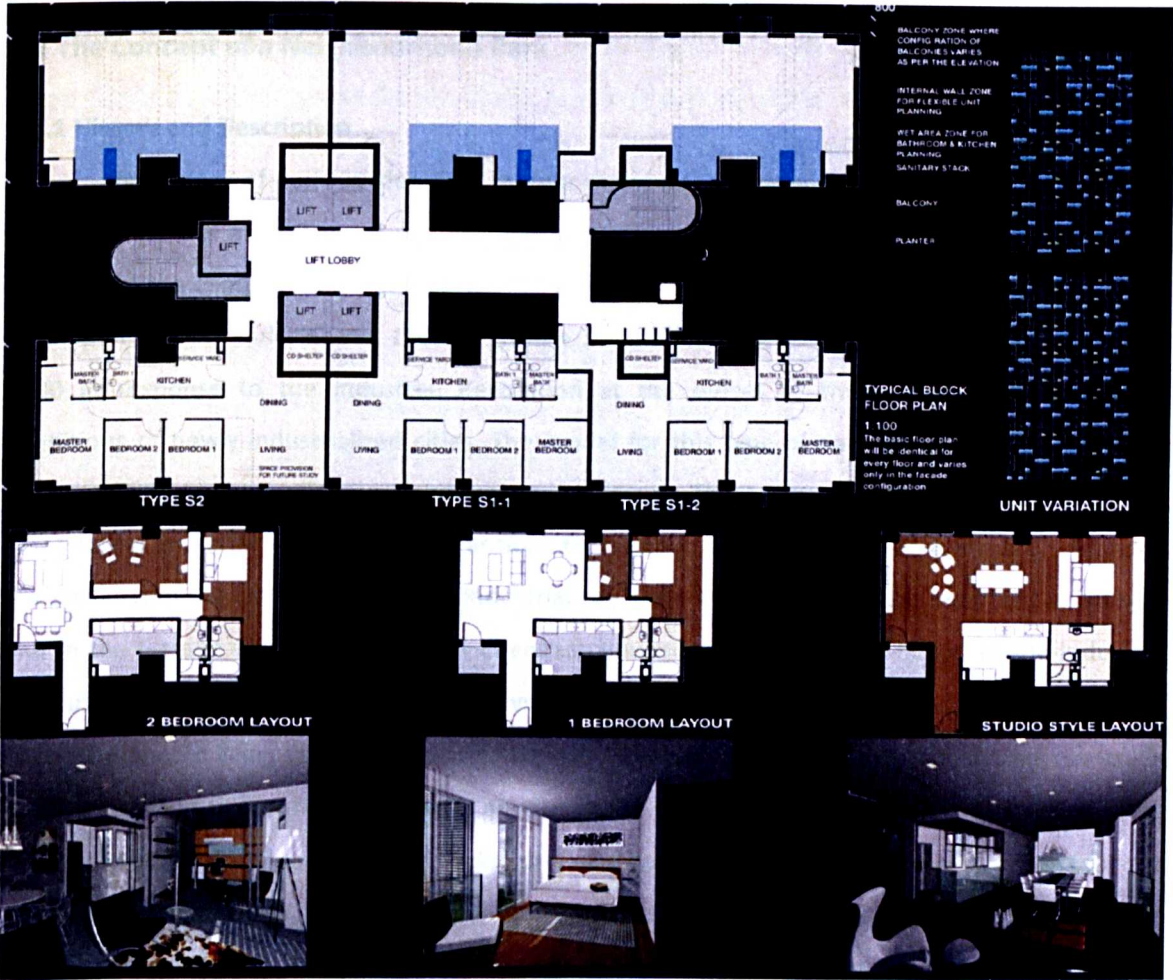 800
BALCONY ZONE WHERE
CONFIG RATION OF
BALCONIES VARIES
AS PER THE ELEVATION
INTERNAL WALL ZONE
FOR FLEXIBLE UNIT
PLANNING
WET AREA ZONE FOR
BATHROOM & KITCHEN
PLANNING
SANITARY STACK
BALCONY
PLANTER
LIFT LIFT
LIFT
LIFT LOBBY
LIFT LIFT
CD SHELTER CD SHELTER
MASTER BATH
BATH 1
SERVICE YARD
KITCHEN
DINING
MASTER BEDROOM
BEDROOM 2
BEDROOM 1
LIVING
SPACE PROVISION
FOR FUTURE STUDY
SERVICE YARD
KITCHEN
BATH 1
MASTER BATH
DINING
LIVING
BEDROOM 1
BEDROOM 2
MASTER BEDROOM
CD SHELTER
SERVICE YARD
KITCHEN
BATH 1
MASTER BATH
DINING
LIVING
BEDROOM 1
BEDROOM 2
MASTER BEDROOM
TYPE S2
TYPE S1-1
TYPE S1-2
TYPICAL BLOCK
FLOOR PLAN
1:100
The basic floor plan
will be identical for
every floor and varies
only in the facade
configuration
UNIT VARIATION
2 BEDROOM LAYOUT
1 BEDROOM LAYOUT
STUDIO STYLE LAYOUT